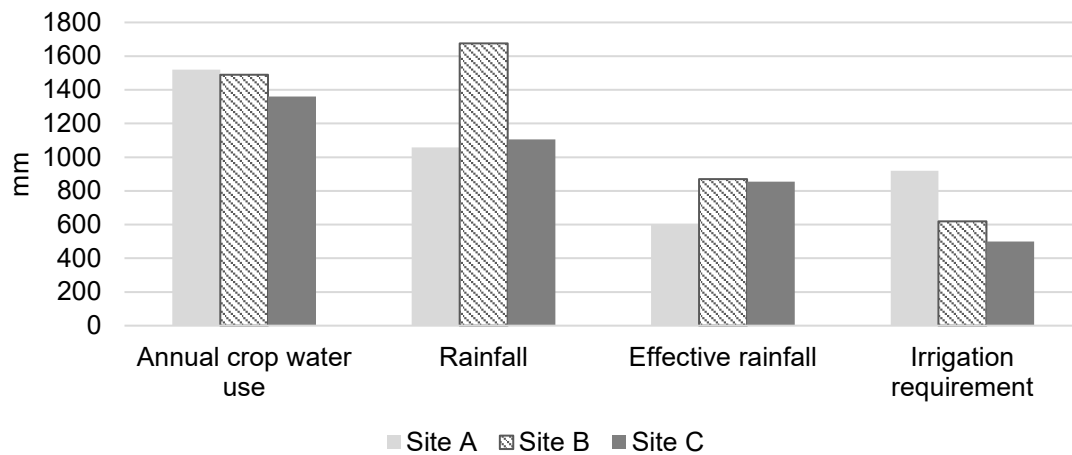 1800
1600
1400
1200
1000
800
600
400
200
0
mm
Annual crop water
use
Rainfall
Effective rainfall
Irrigation
requirement
Site A Site B Site C